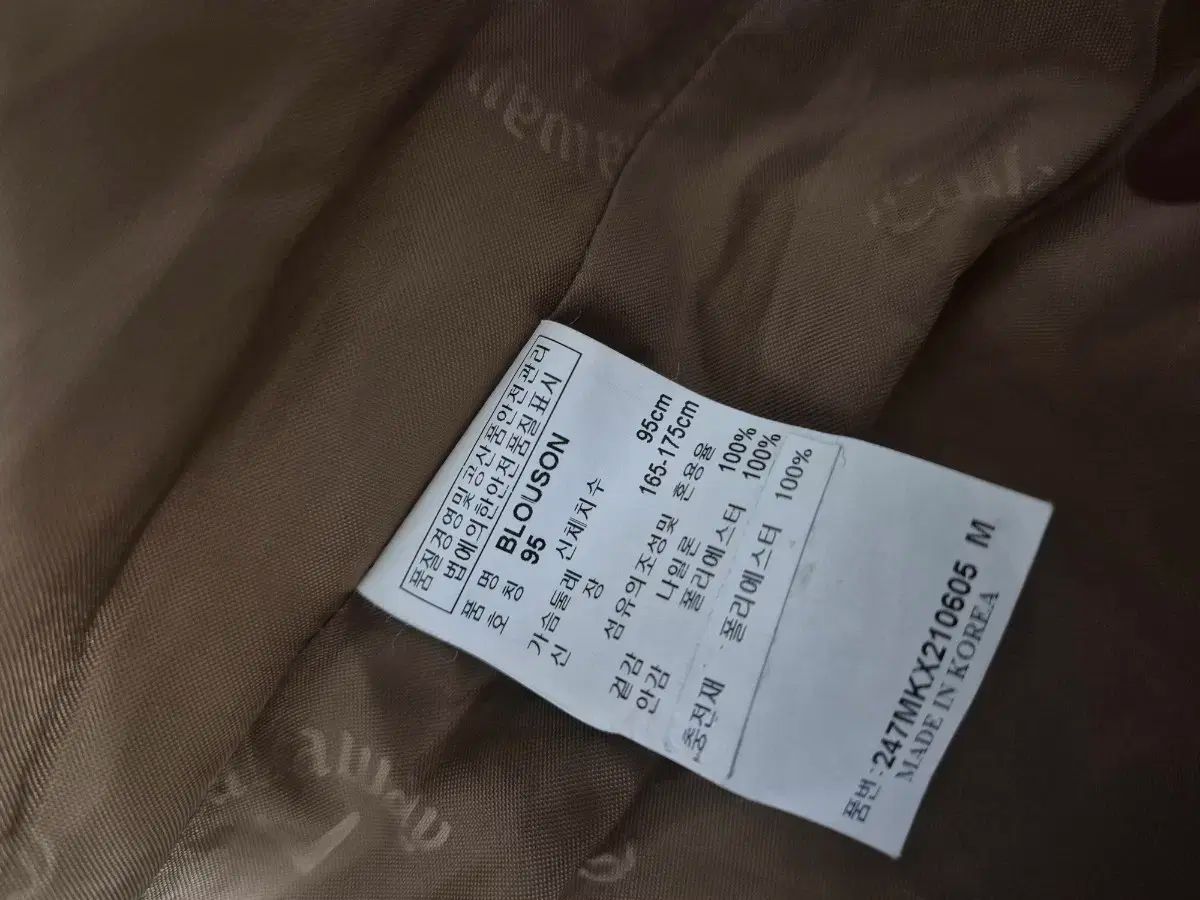 품질경영및공산품안전관리
법에의한안전품질표시
품 명 BLOUSON
호 칭 95
신체치수
가슴둘레 95cm
신 장 165-175cm
섬유의조성및 혼용율
겉감 나일론 100%
안감 폴리에스터 100%
충전재 폴리에스터 100%
품번:247MKX210605 M
MADE IN KOREA